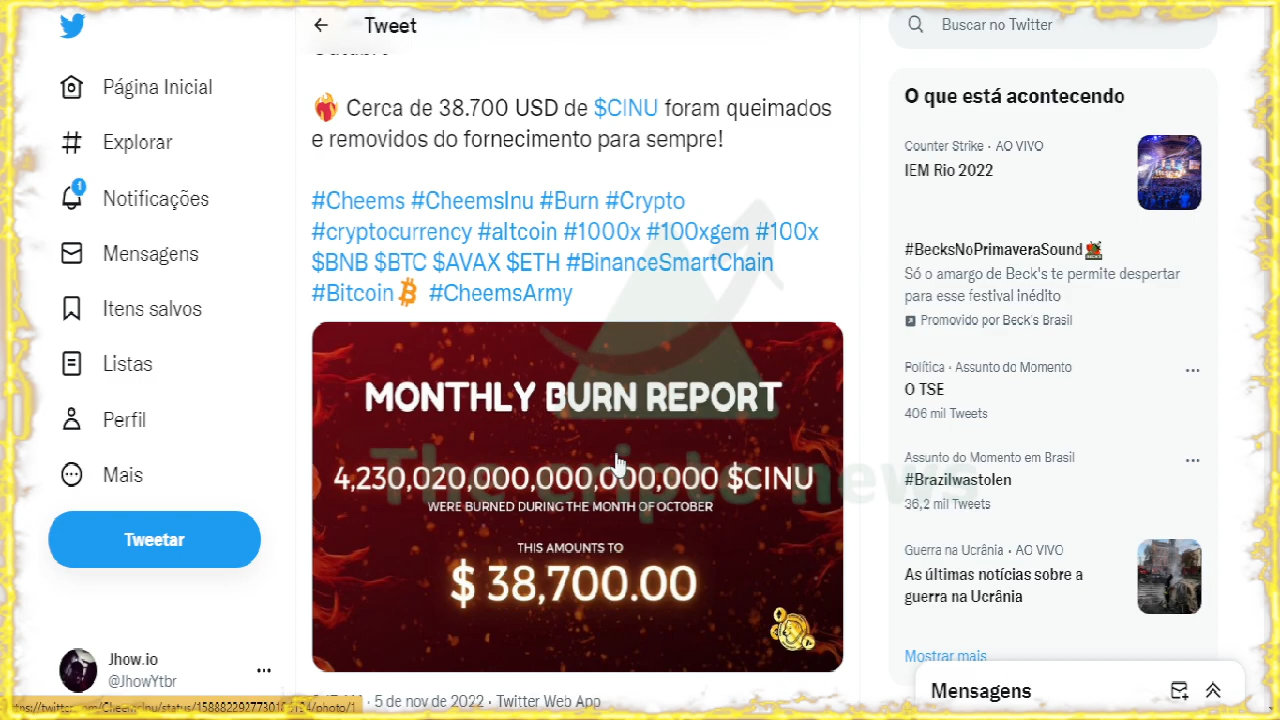 Tweet
Buscar no Twitter
Página Inicial
Explorar
Notificações
1
Mensagens
Itens salvos
Listas
Perfil
Mais
Tweetar
Jhow.io
@JhowYtbr
Cerca de 38.700 USD de $CINU foram queimados
e removidos do fornecimento para sempre!
#Cheems #CheemsInu #Burn #Crypto
#cryptocurrency #altcoin #1000x #100xgem #100x
$BNB $BTC $AVAX $ETH #BinanceSmartChain
#Bitcoin #CheemsArmy
MONTHLY BURN REPORT
4,230,020,000,000,000,000,000 $CINU
WERE BURNED DURING THE MONTH OF OCTOBER
THIS AMOUNTS TO
$ 38,700.00
The cripto news
· 5 de nov de 2022 · Twitter Web App
O que está acontecendo
Counter Strike · AO VIVO
IEM Rio 2022
#BecksNoPrimaveraSound
Só o amargo de Beck's te permite despertar
para esse festival inédito
Promovido por Beck's Brasil
Política · Assunto do Momento
O TSE
406 mil Tweets
Assunto do Momento em Brasil
#Brazilwastolen
36,2 mil Tweets
Guerra na Ucrânia · AO VIVO
As últimas notícias sobre a
guerra na Ucrânia
Mostrar mais
Mensagens